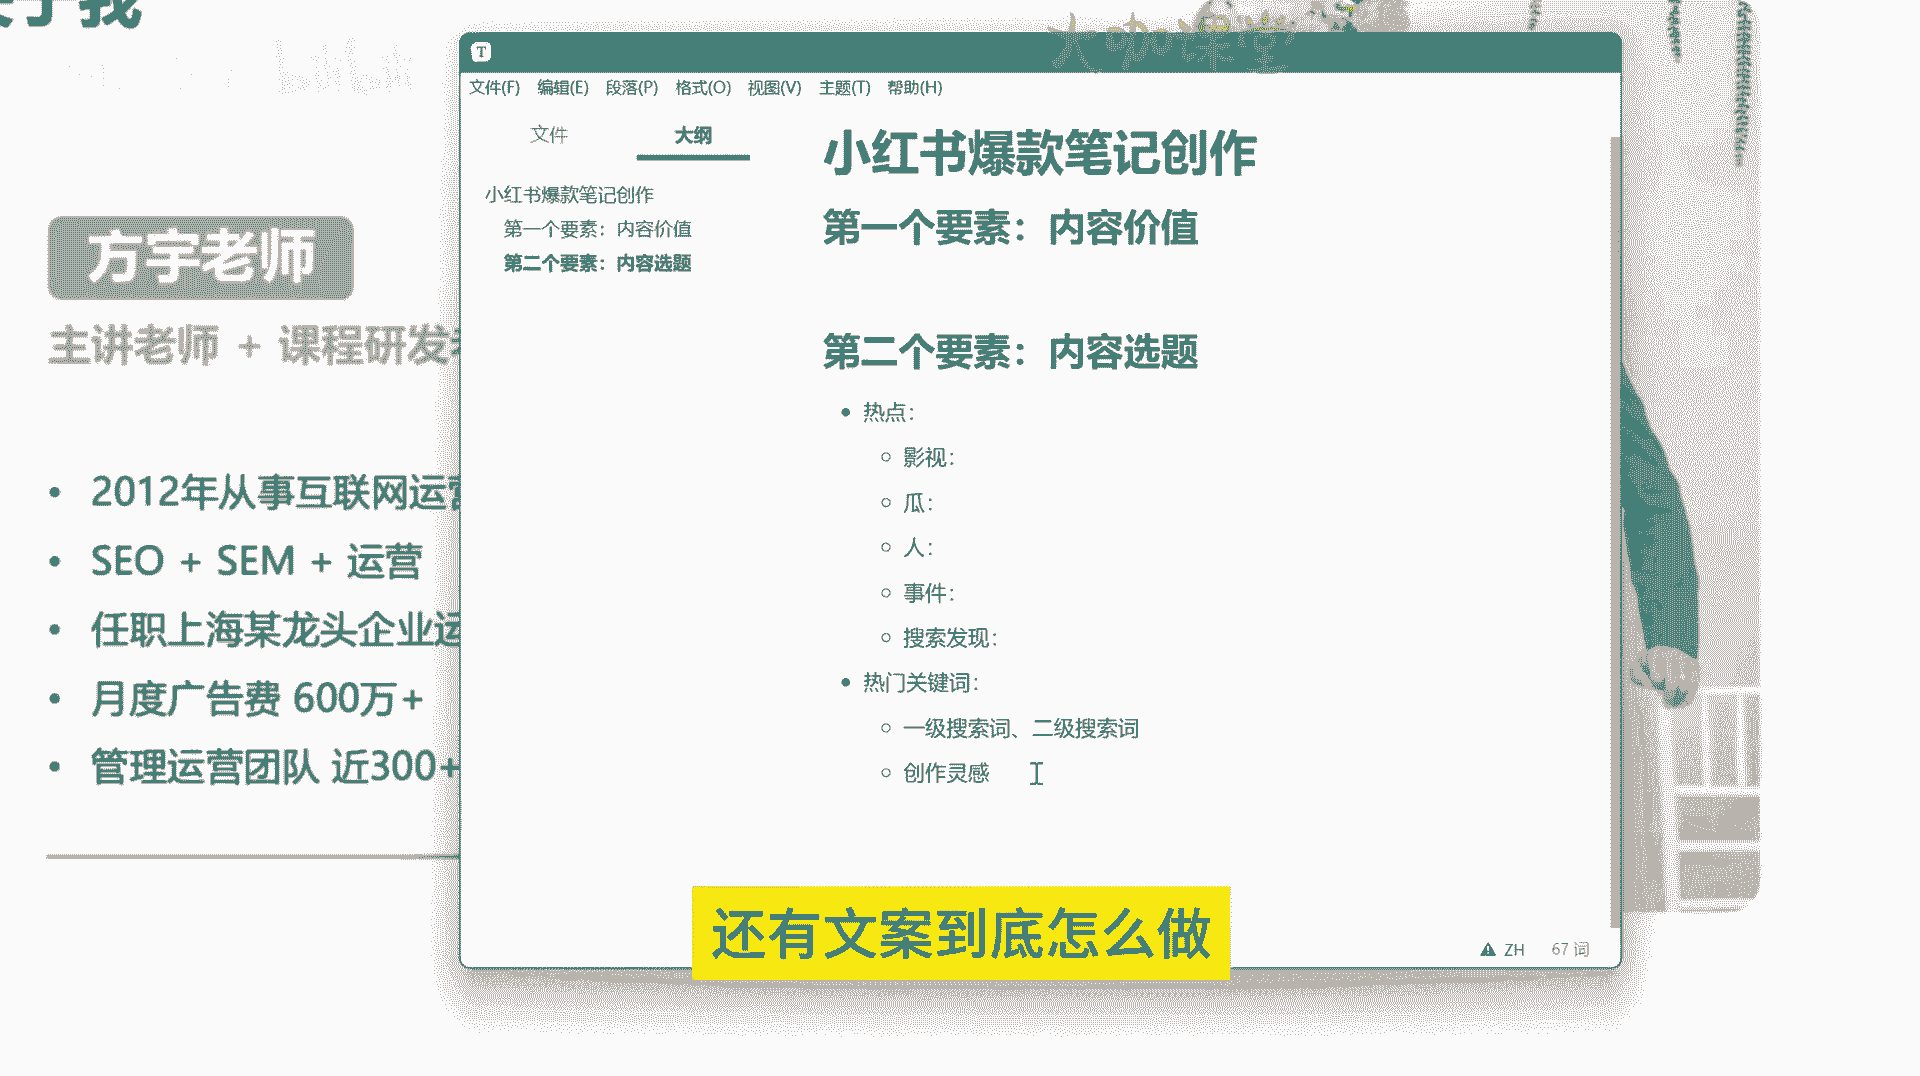 大咖课堂
bilibili
T
文件(F) 编辑(E) 段落(P) 格式(O) 视图(V) 主题(T) 帮助(H)
文件 大纲
小红书爆款笔记创作
第一个要素：内容价值
第二个要素：内容选题
小红书爆款笔记创作
第一个要素：内容价值
第二个要素：内容选题
热点：
影视：
瓜：
人：
事件：
搜索发现：
热门关键词：
一级搜索词、二级搜索词
创作灵感
方宇老师
主讲老师 + 课程研发
2012年从事互联网运
SEO + SEM + 运营
任职上海某龙头企业运
月度广告费 600万+
管理运营团队 近300+
还有文案到底怎么做
ZH 67 词